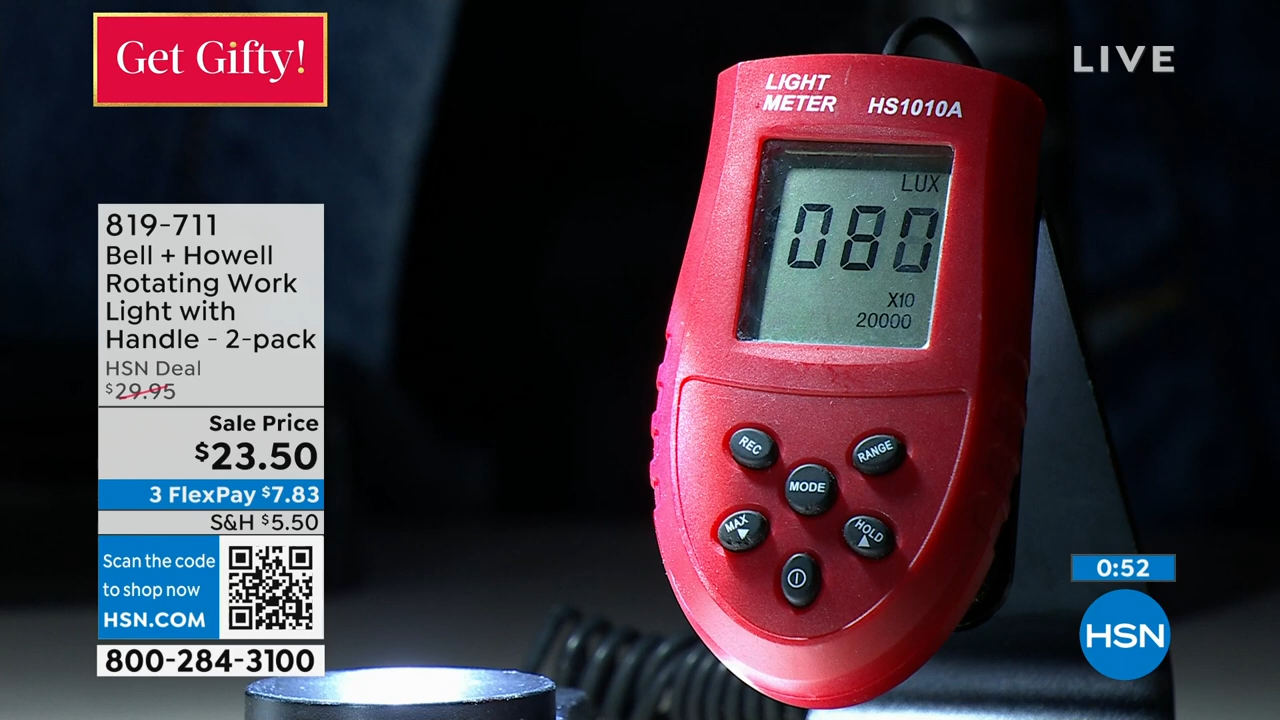 Get Gifty!
LIVE
LIGHT
METER HS1010A
LUX
080
X10
20000
REC
RANGE
MODE
MAX
HOLD
819-711
Bell + Howell
Rotating Work
Light with
Handle - 2-pack
HSN Deal
$29.95
Sale Price
$23.50
3 FlexPay $7.83
S&H $5.50
Scan the code
to shop now
HSN.COM
800-284-3100
0:52
HSN